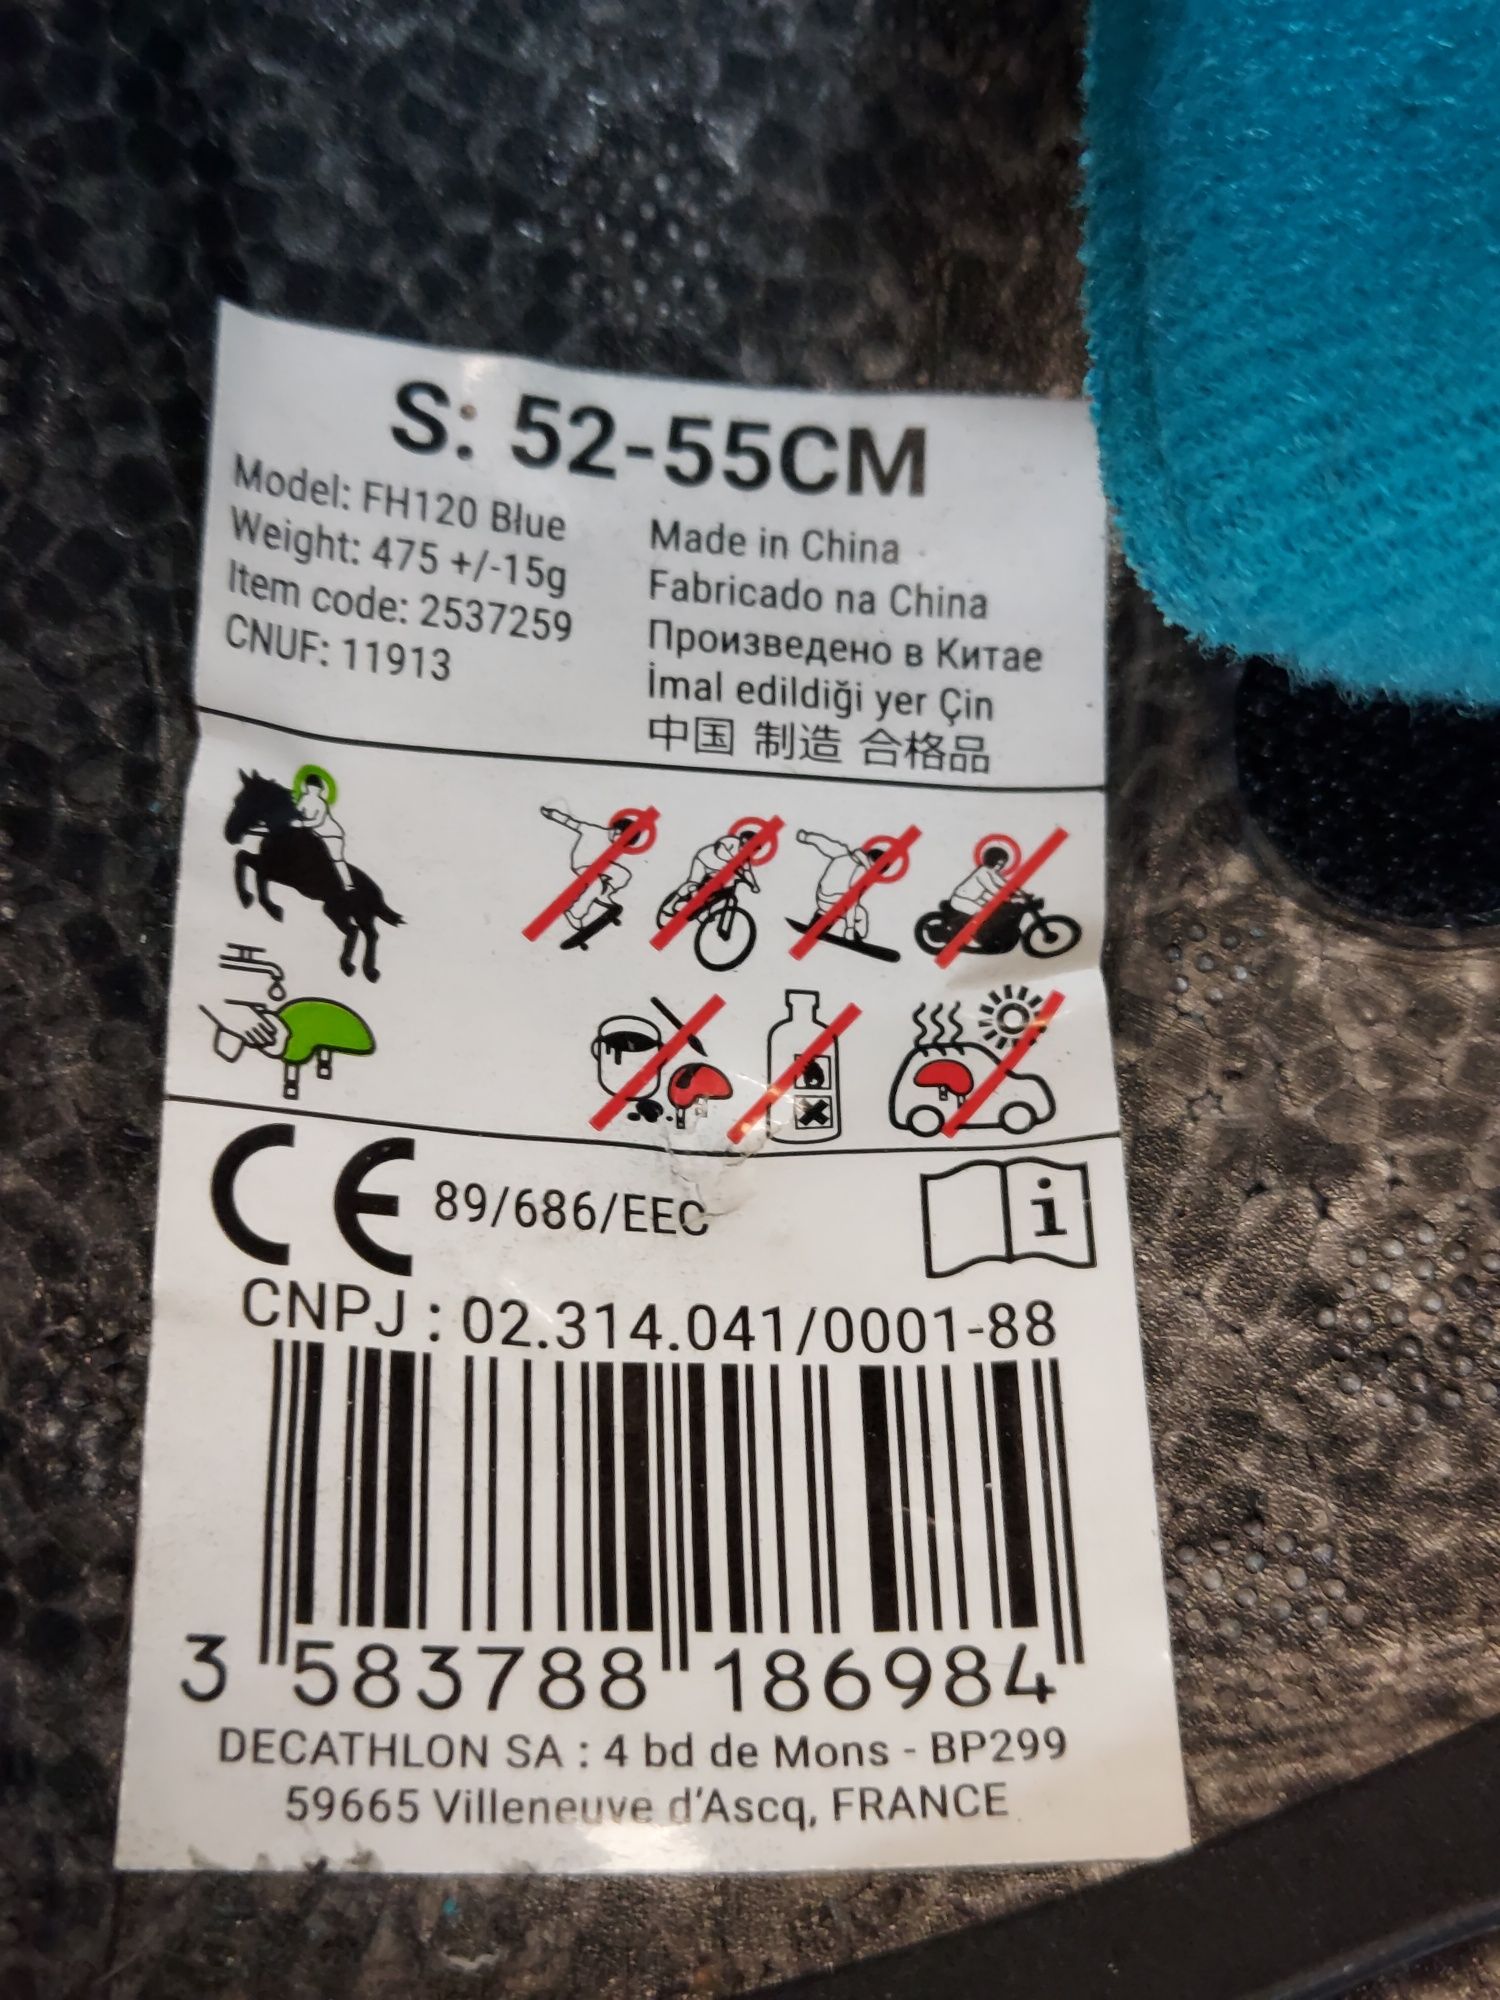 S: 52-55CM
Model: FH120 Blue
Weight: 475 +/-15g
Item code: 2537259
CNUF: 11913
Made in China
Fabricado na China
Произведено в Китае
İmal edildiği yer Çin
中国 制造 合格品
CE 89/686/EEC
i
CNPJ : 02.314.041/0001-88
3 583788 186984
DECATHLON SA : 4 bd de Mons - BP299
59665 Villeneuve d'Ascq, FRANCE